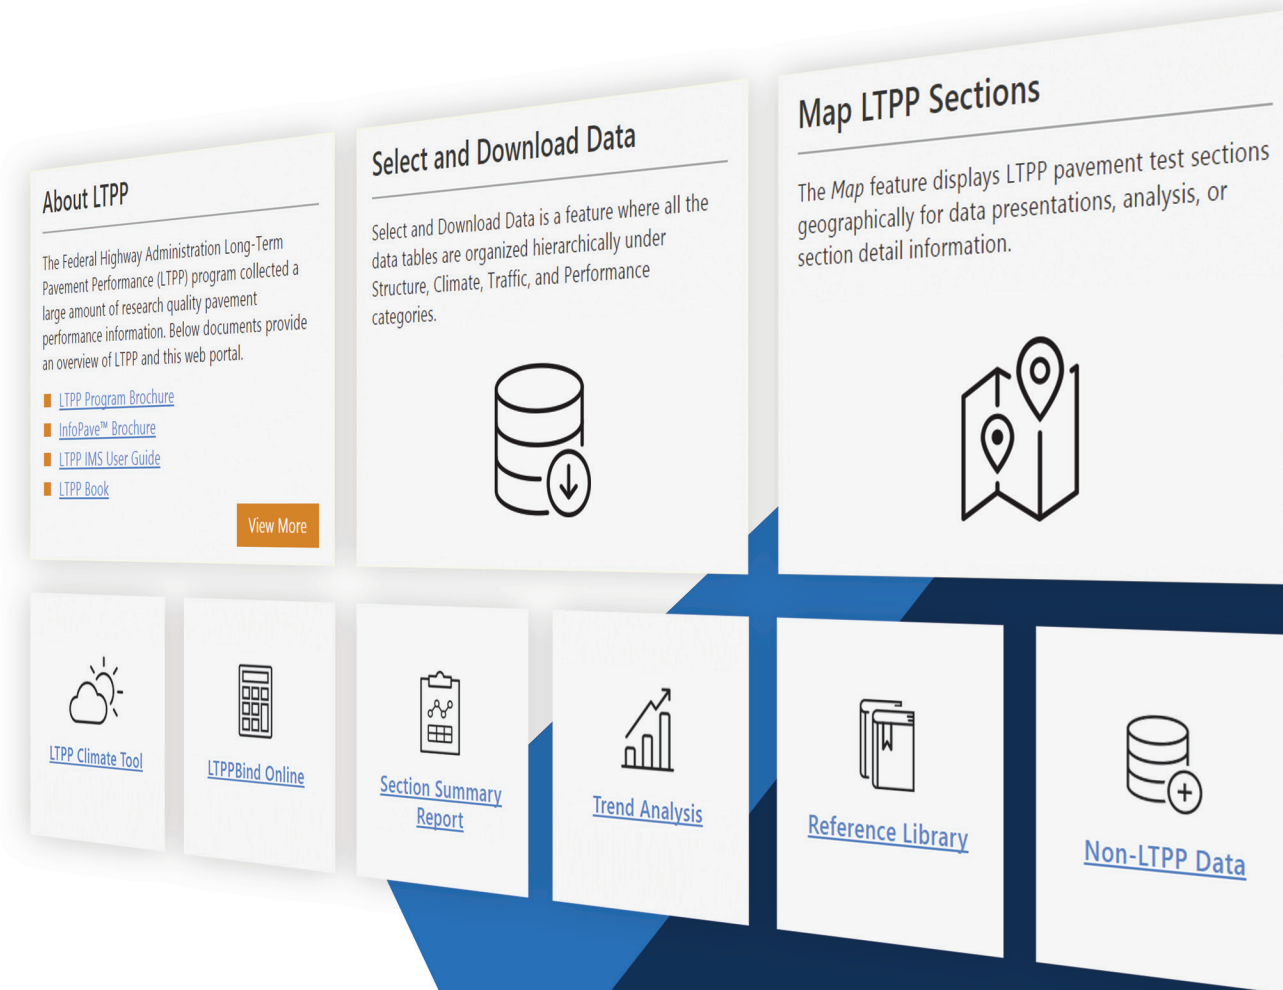 About LTPP
The Federal Highway Administration Long-Term
Pavement Performance (LTPP) program collected a
large amount of research quality pavement
performance information. Below documents provide
an overview of LTPP and this web portal.
LTPP Program Brochure
InfoPave™ Brochure
LTPP IMS User Guide
LTPP Book
View More
Select and Download Data
Select and Download Data is a feature where all the
data tables are organized hierarchically under
Structure, Climate, Traffic, and Performance
categories.
Map LTPP Sections
The Map feature displays LTPP pavement test sections
geographically for data presentations, analysis, or
section detail information.
LTPP Climate Tool
LTPPBind Online
Section Summary
Report
Trend Analysis
Reference Library
Non-LTPP Data